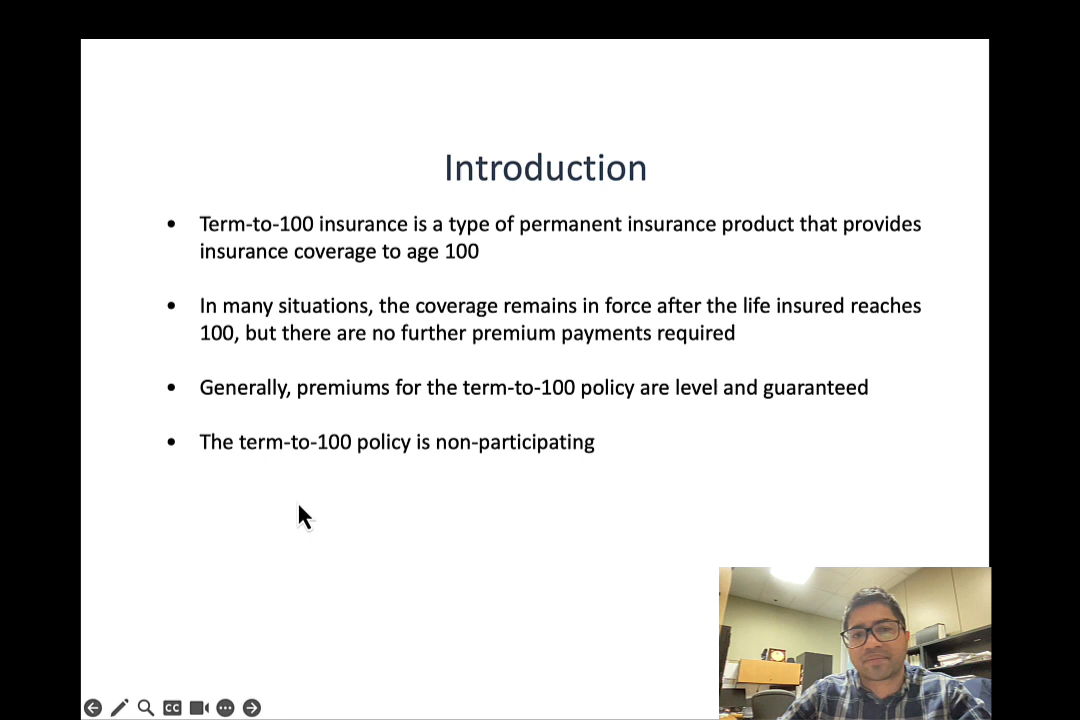 Introduction
• Term-to-100 insurance is a type of permanent insurance product that provides
insurance coverage to age 100
• In many situations, the coverage remains in force after the life insured reaches
100, but there are no further premium payments required
• Generally, premiums for the term-to-100 policy are level and guaranteed
• The term-to-100 policy is non-participating
CC